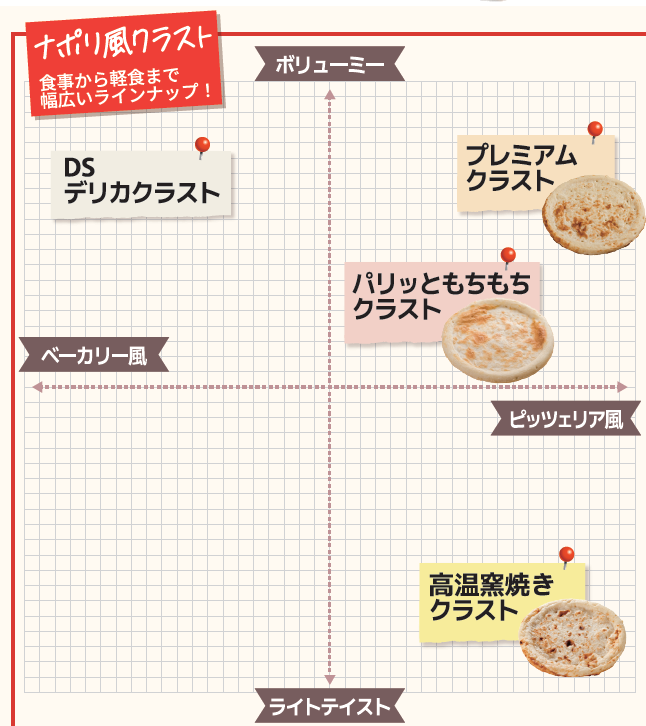 ナポリ風クラスト
食事から軽食まで
幅広いラインナップ！
ボリューミー
DS
デリカクラスト
プレミアム
クラスト
パリッともちもち
クラスト
ベーカリー風
ピッツェリア風
高温窯焼き
クラスト
ライトテイスト